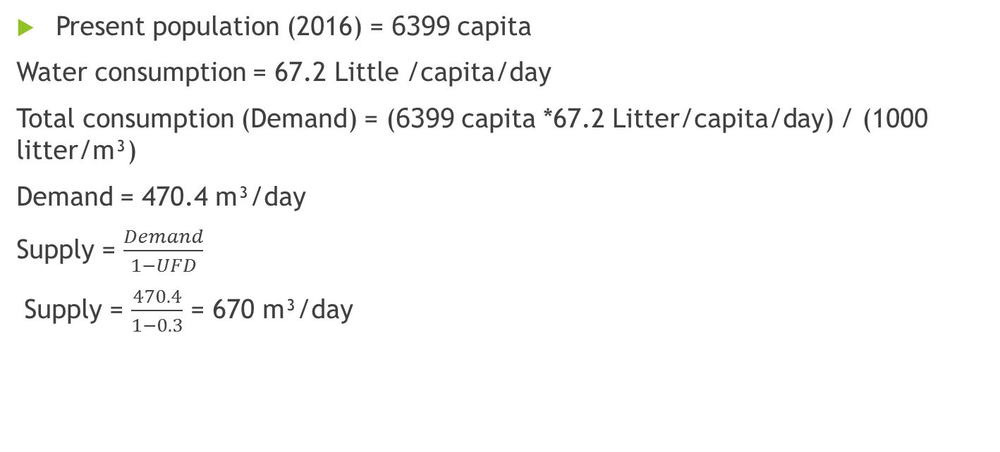 Present population (2016) = 6399 capita
Water consumption = 67.2 Little /capita/day
Total consumption (Demand) = (6399 capita *67.2 Litter/capita/day) / (1000
litter/m³)
Demand = 470.4 m³/day
Supply = Demand / 1−UFD
Supply = 470.4 / 1−0.3 = 670 m³/day